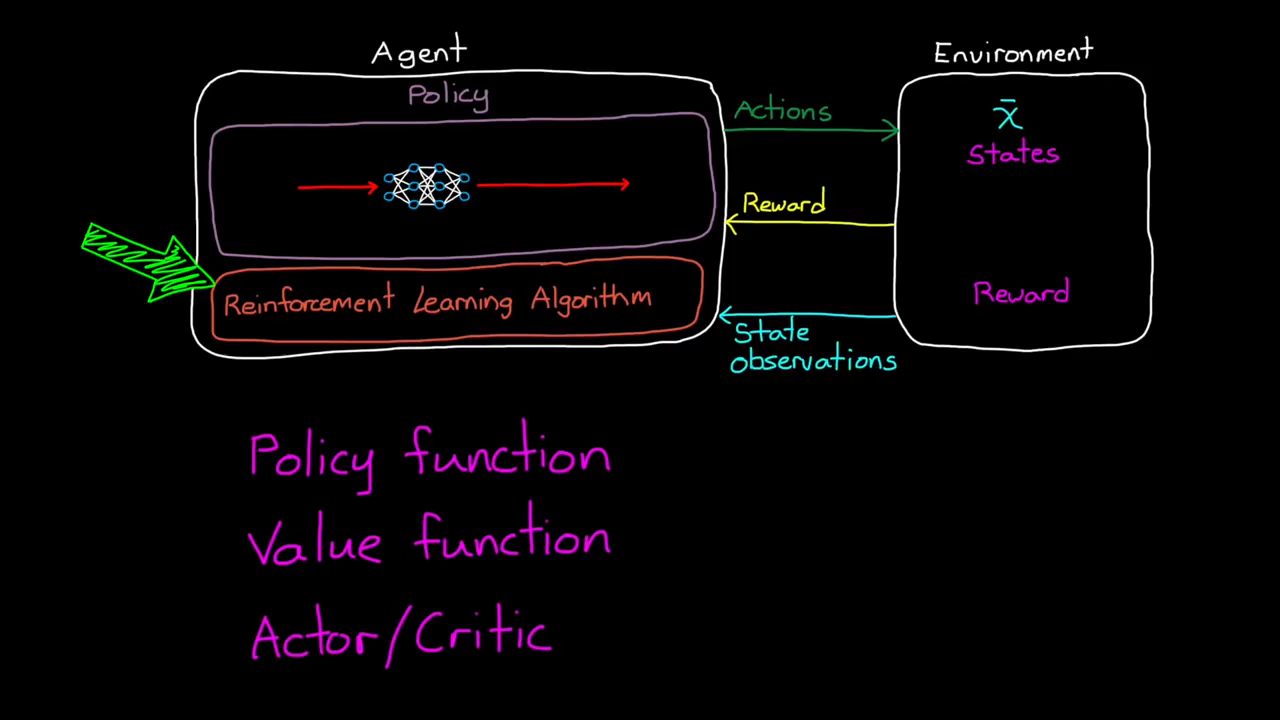 Agent
Policy
Reinforcement Learning Algorithm
Actions
Reward
State
observations
Environment
x̄
States
Reward
Policy function
Value function
Actor/Critic